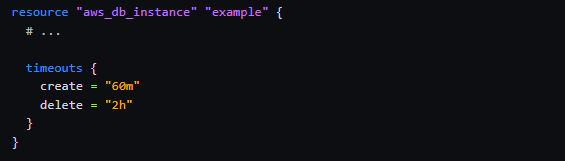 resource "aws_db_instance" "example" {
  # ...

  timeouts {
    create = "60m"
    delete = "2h"
  }
}